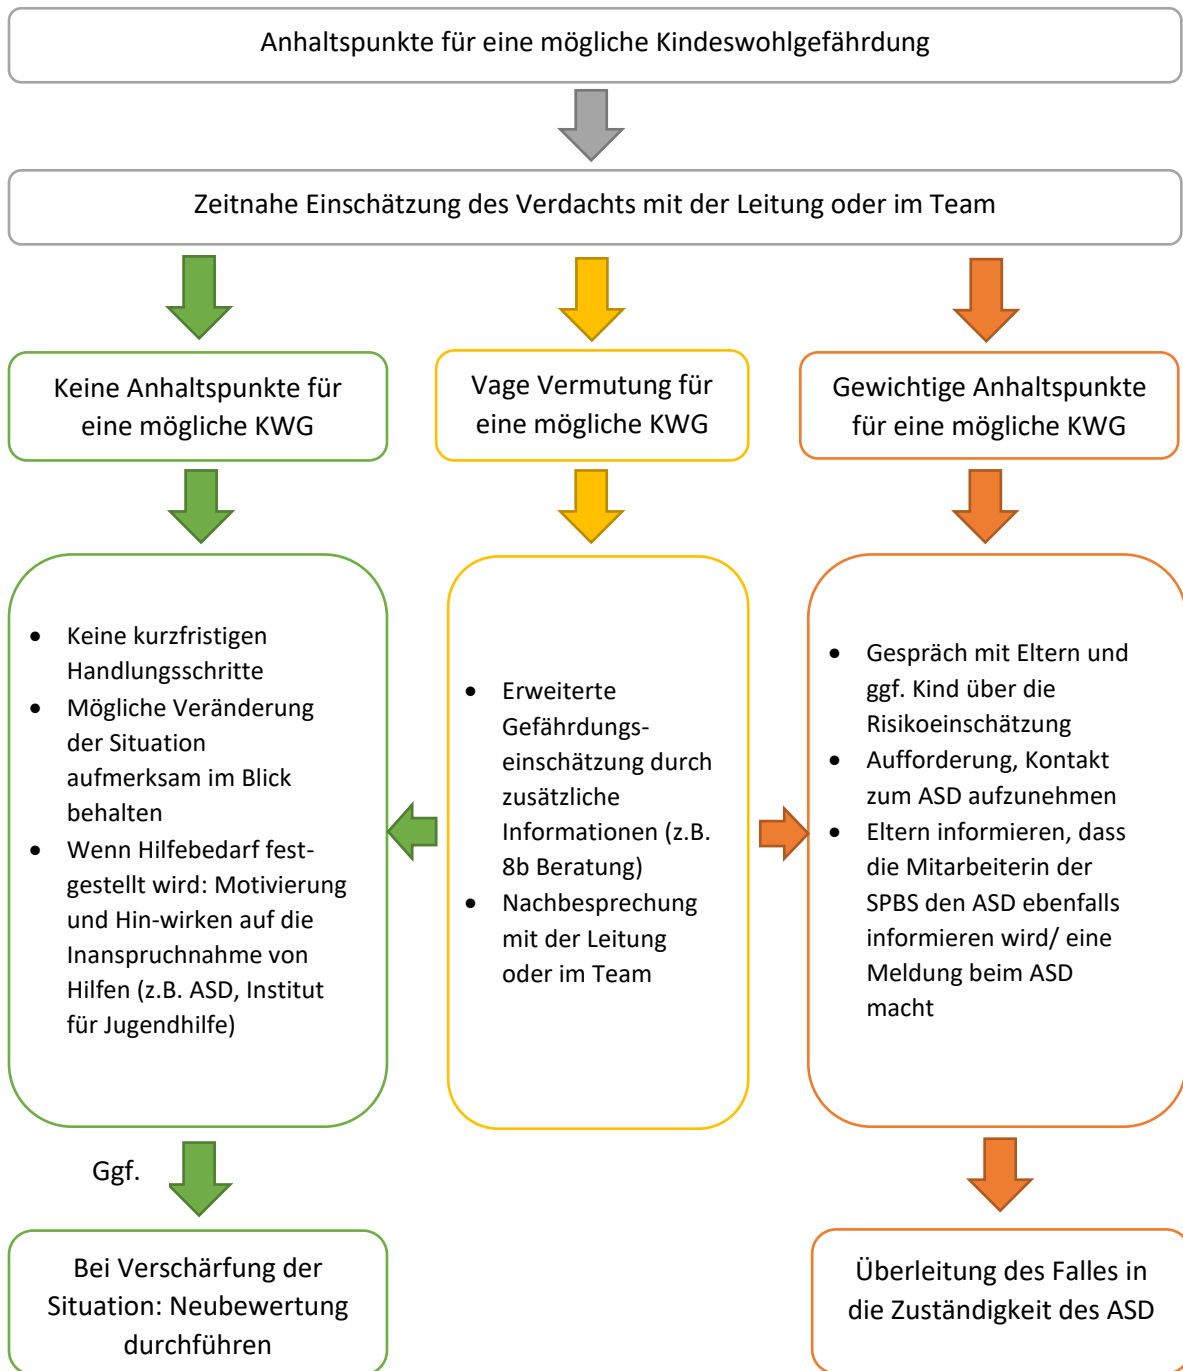 Anhaltspunkte für eine mögliche Kindeswohlgefährdung
Zeitnahe Einschätzung des Verdachts mit der Leitung oder im Team
Keine Anhaltspunkte für
eine mögliche KWG
Vage Vermutung für
eine mögliche KWG
Gewichtige Anhaltspunkte
für eine mögliche KWG
• Keine kurzfristigen
Handlungsschritte
• Mögliche Veränderung
der Situation
aufmerksam im Blick
behalten
• Wenn Hilfebedarf fest-
gestellt wird: Motivierung
und Hin-wirken auf die
Inanspruchnahme von
Hilfen (z.B. ASD, Institut
für Jugendhilfe)
• Erweiterte
Gefährdungs-
einschätzung durch
zusätzliche
Informationen (z.B.
8b Beratung)
• Nachbesprechung
mit der Leitung
oder im Team
• Gespräch mit Eltern und
ggf. Kind über die
Risikoeinschätzung
• Aufforderung, Kontakt
zum ASD aufzunehmen
• Eltern informieren, dass
die Mitarbeiterin der
SPBS den ASD ebenfalls
informieren wird/ eine
Meldung beim ASD
macht
Ggf.
Bei Verschärfung der
Situation: Neubewertung
durchführen
Überleitung des Falles in
die Zuständigkeit des ASD